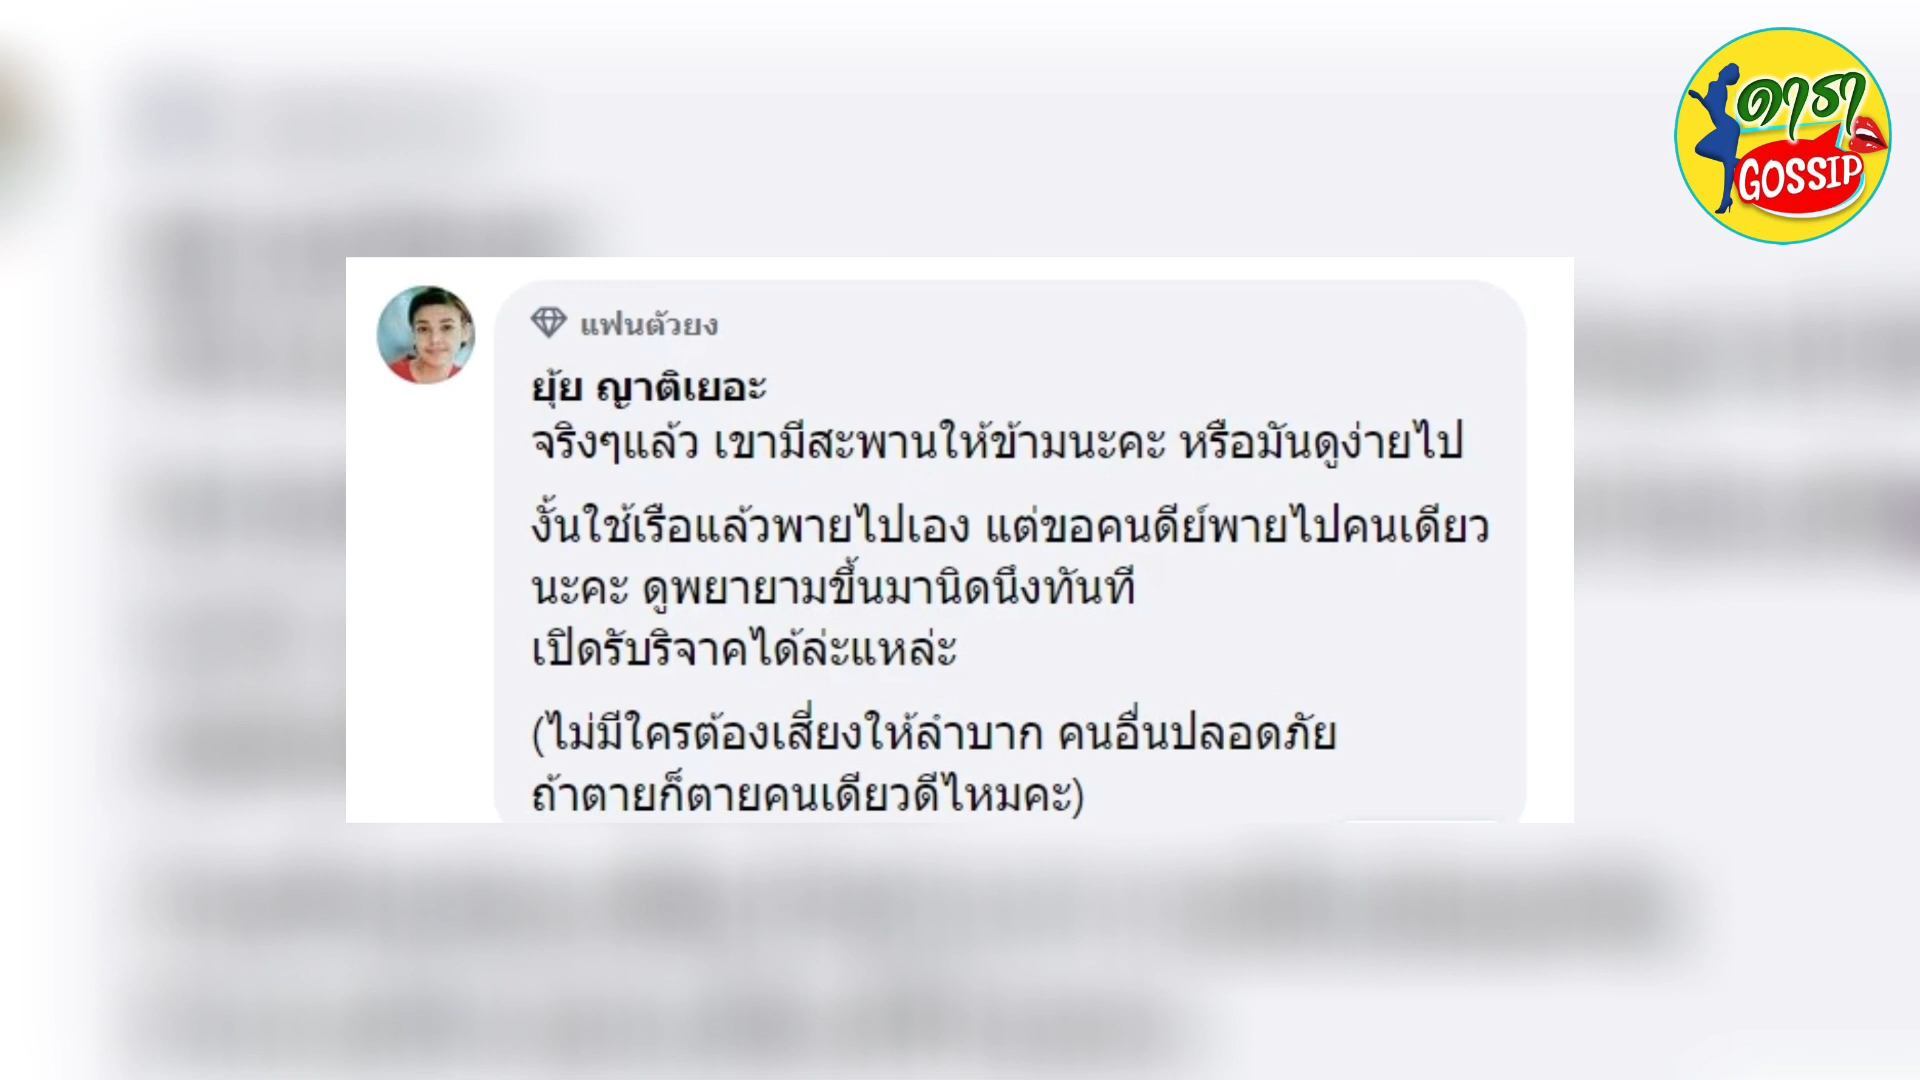 ดารา
GOSSIP
แฟนตัวยง
ยุ้ย ญาติเยอะ
จริงๆแล้ว เขามีสะพานให้ข้ามนะคะ หรือมันดูง่ายไป
งั้นใช้เรือแล้วพายไปเอง แต่ขอคนดีย์พายไปคนเดียว
นะคะ ดูพยายามขึ้นมานิดนึงทันที
เปิดรับริจาคได้ล่ะแหล่ะ
(ไม่มีใครต้องเสี่ยงให้ลำบาก คนอื่นปลอดภัย
ถ้าตายก็ตายคนเดียวดีไหมคะ)